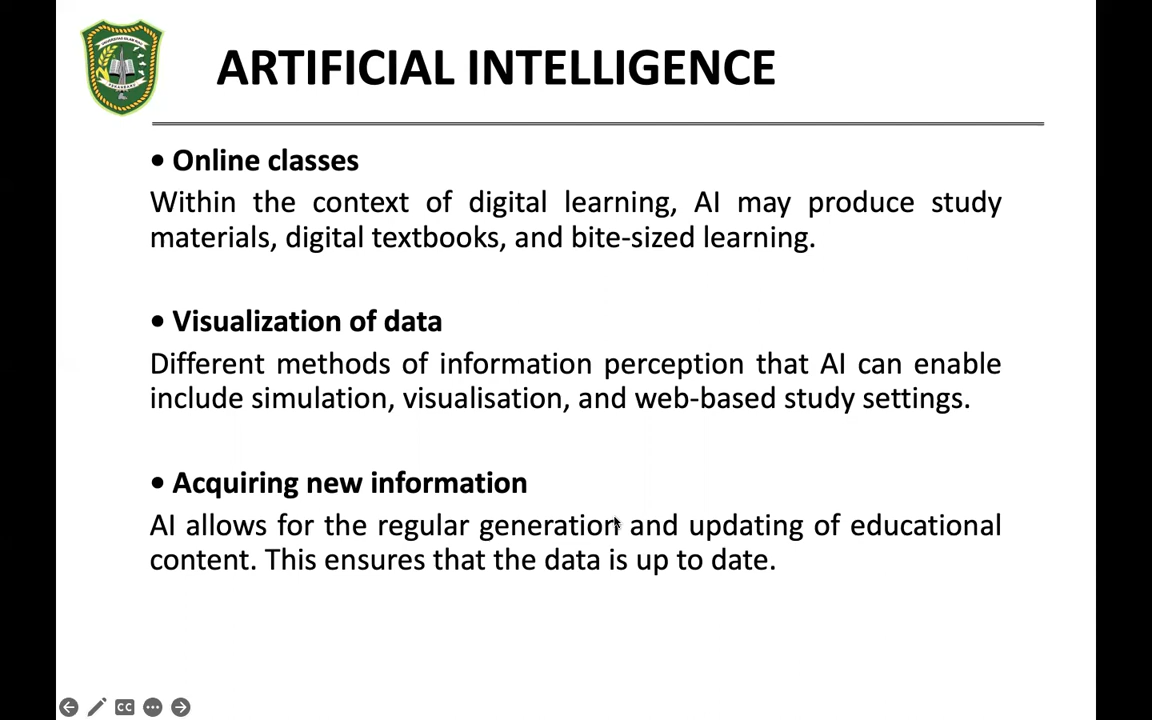 ARTIFICIAL INTELLIGENCE
• Online classes
Within the context of digital learning, AI may produce study
materials, digital textbooks, and bite-sized learning.
• Visualization of data
Different methods of information perception that AI can enable
include simulation, visualisation, and web-based study settings.
• Acquiring new information
AI allows for the regular generation and updating of educational
content. This ensures that the data is up to date.
CC